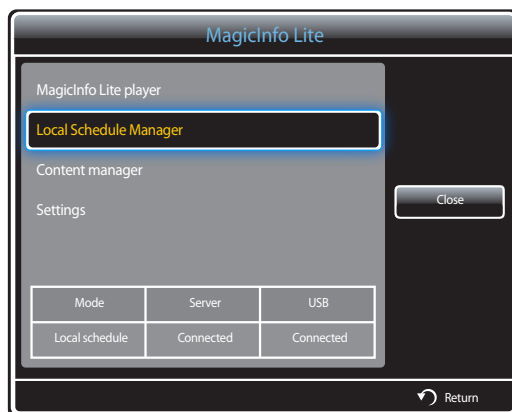 MagicInfo Lite
MagicInfo Lite player
Local Schedule Manager
Content manager
Settings
Close
Mode Server USB
Local schedule Connected Connected
Return